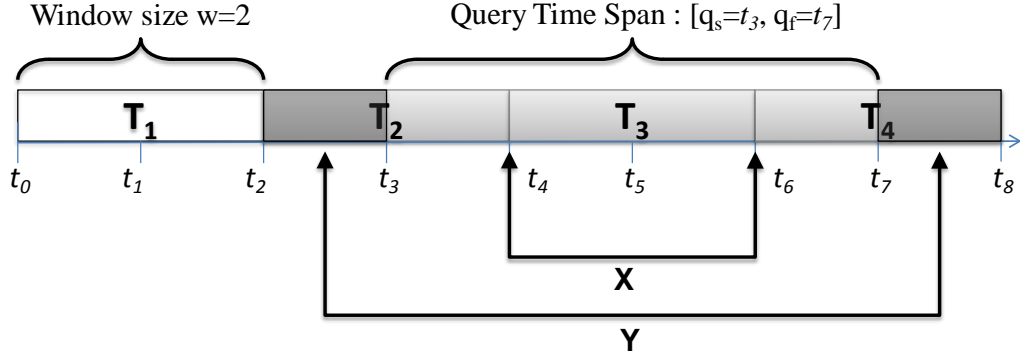 Window size w=2
Query Time Span : [qs=t3, qf=t7]
T1 T2 T3 T4
t0 t1 t2 t3 t4 t5 t6 t7 t8
X
Y